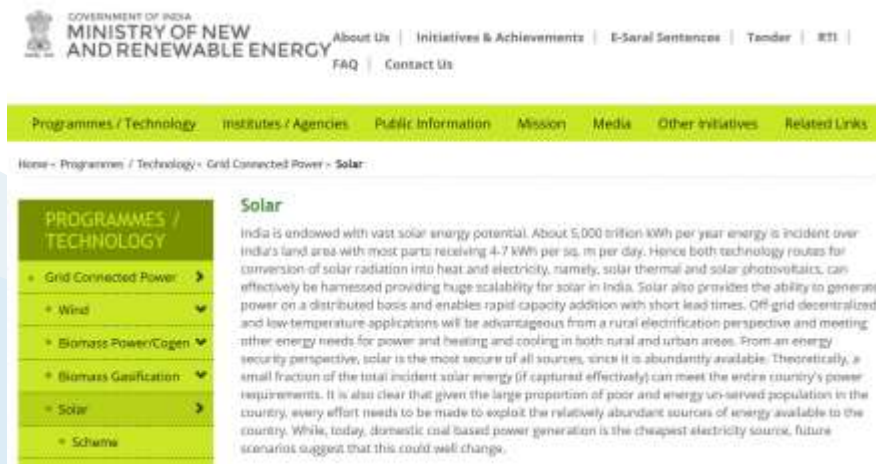 GOVERNMENT OF INDIA
MINISTRY OF NEW
AND RENEWABLE ENERGY
About Us | Initiatives & Achievements | E-Saral Sentences | Tender | RTI |
FAQ | Contact Us
Programmes / Technology Institutes / Agencies Public Information Mission Media Other Initiatives Related Links
Home» Programmes / Technology» Grid Connected Power» Solar
PROGRAMMES /
TECHNOLOGY
Grid Connected Power
Wind
Biomass Power/Cogen
Biomass Gasification
Solar
Scheme
Solar
India is endowed with vast solar energy potential. About 5,000 trillion kWh per year energy is incident over
India's land area with most parts receiving 4-7 kWh per sq. m per day. Hence both technology routes for
conversion of solar radiation into heat and electricity, namely, solar thermal and solar photovoltaics, can
effectively be harnessed providing huge scalability for solar in India. Solar also provides the ability to generate
power on a distributed basis and enables rapid capacity addition with short lead times. Off-grid decentralized
and low-temperature applications will be advantageous from a rural electrification perspective and meeting
other energy needs for power and heating and cooling in both rural and urban areas. From an energy
security perspective, solar is the most secure of all sources, since it is abundantly available. Theoretically, a
small fraction of the total incident solar energy (if captured effectively) can meet the entire country's power
requirements. It is also clear that given the large proportion of poor and energy un-served population in the
country, every effort needs to be made to exploit the relatively abundant sources of energy available to the
country. While, today, domestic coal based power generation is the cheapest electricity source, future
scenarios suggest that this could well change.